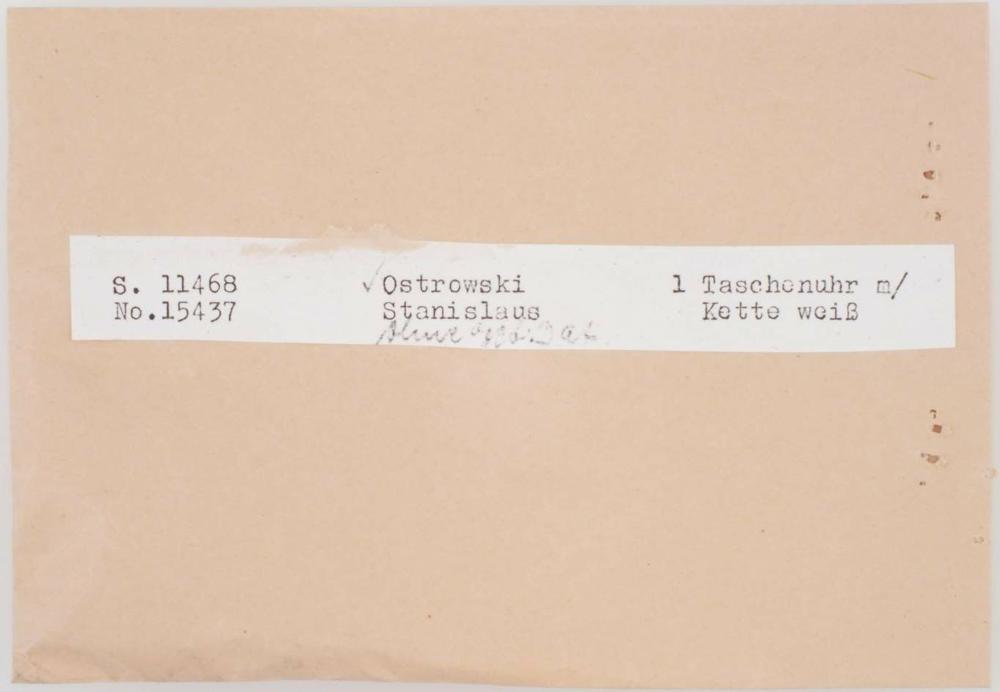 S. 11468 ✓ Ostrowski 1 Taschenuhr m/
No.15437 Stanislaus Kette weiß